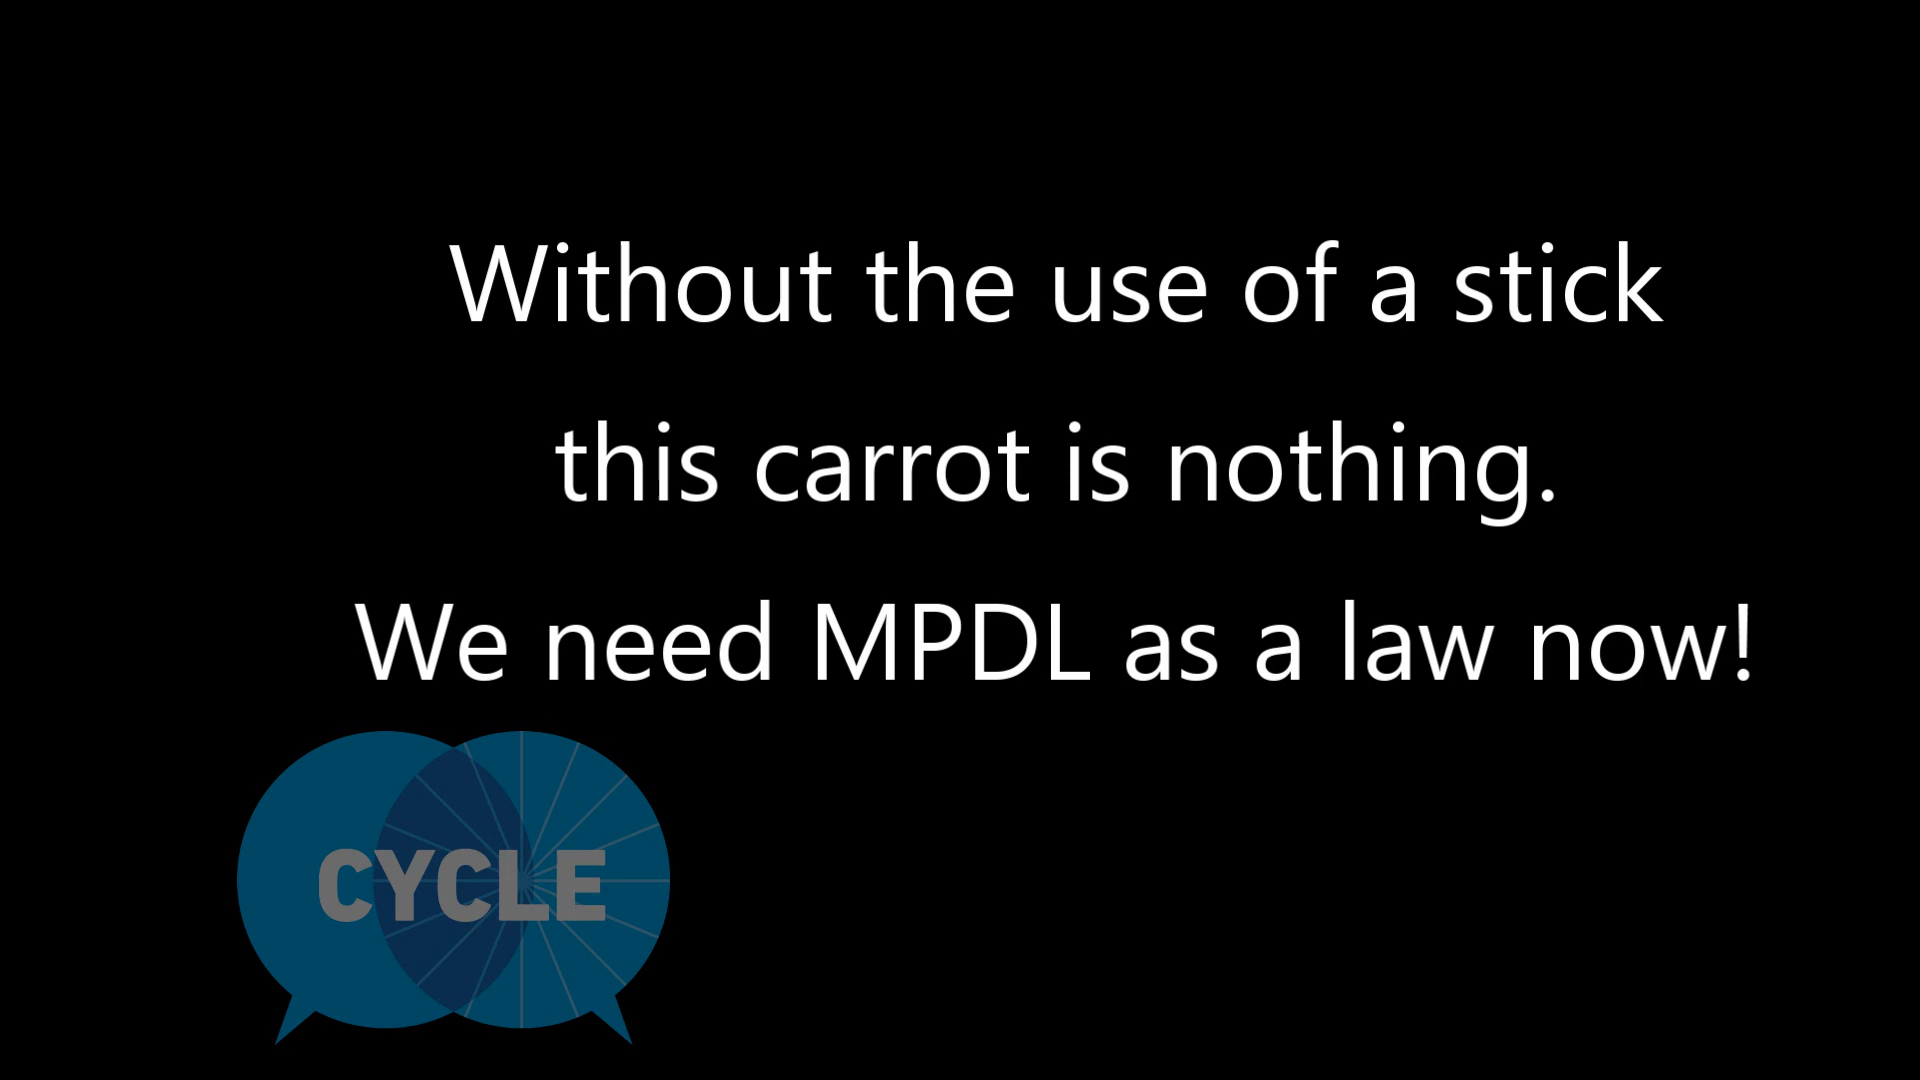 Without the use of a stick
this carrot is nothing.
We need MPDL as a law now!
CYCLE